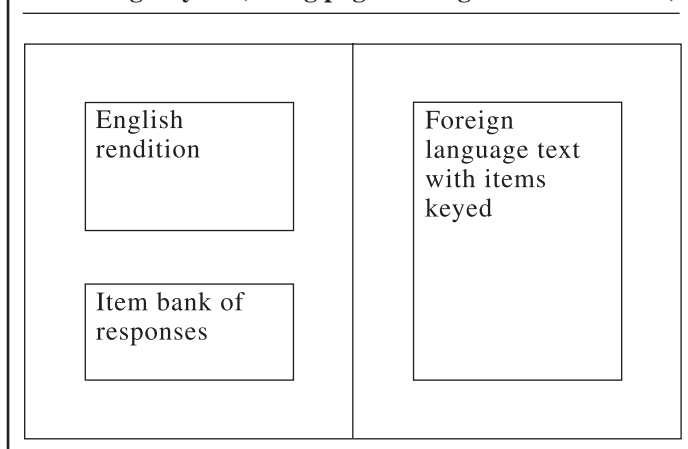 English
rendition
Item bank of
responses
Foreign
language text
with items
keyed